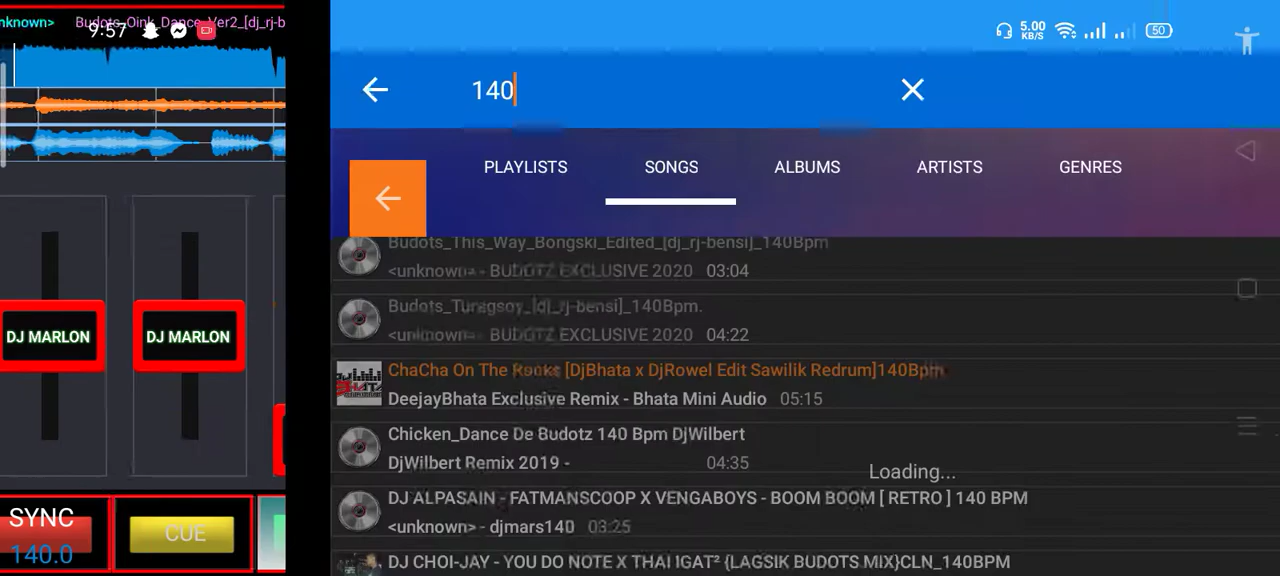 nknown>
Budots_Oink_Dance_Ver2_[dj_rj-b
9:57
DJ MARLON
DJ MARLON
SYNC
140.0
CUE
5.00
KB/S
50
140
PLAYLISTS
SONGS
ALBUMS
ARTISTS
GENRES
Budots_This_Way_Bongski_Edited_[dj_rj-bensi]_140Bpm
<unknown> - BUDOTZ EXCLUSIVE 2020 03:04
[dj_rj-bensi]_140Bpm.
<unknown> - BUDOTZ EXCLUSIVE 2020 04:22
ChaCha On The Rocks [DjBhata x DjRowel Edit Sawilik Redrum]140Bpm
DeejayBhata Exclusive Remix - Bhata Mini Audio 05:15
Chicken_Dance De Budotz 140 Bpm DjWilbert
DjWilbert Remix 2019 - 04:35
Loading...
DJ ALPASAIN - FATMANSCOOP X VENGABOYS - BOOM BOOM [ RETRO ] 140 BPM
<unknown> - djmars140 03:25
DJ CHOI-JAY - YOU DO NOTE X THAI IGAT² {LAGSIK BUDOTS MIX}CLN_140BPM